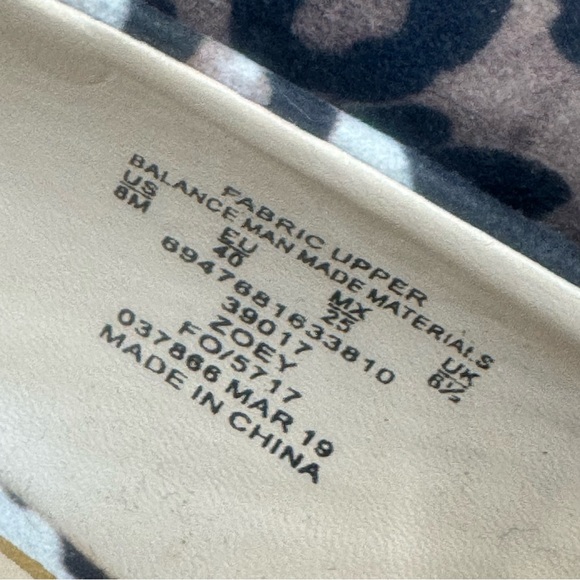 FABRIC UPPER
BALANCE MAN MADE MATERIALS
US EU MX UK
8M 40 25 6½
6947681633810
39017
ZOEY
FO/5717
037866 MAR 19
MADE IN CHINA